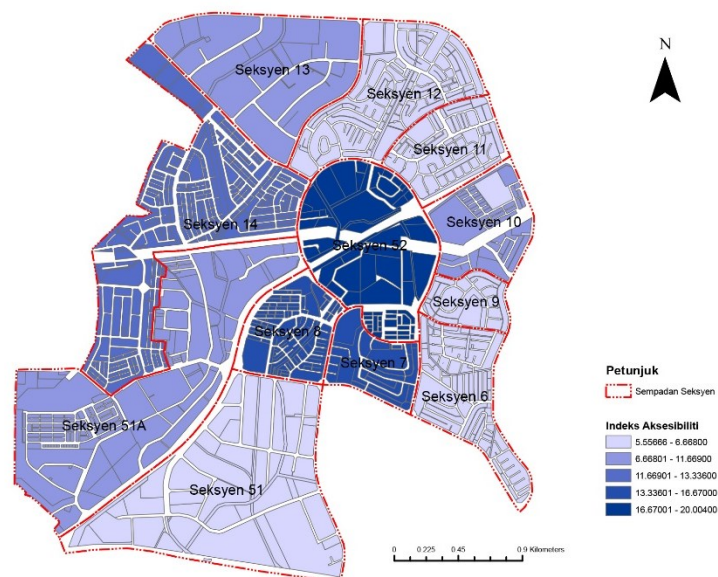 N
Seksyen 13
Seksyen 12
Seksyen 11
Seksyen 10
Seksyen 14
Seksyen 52
Seksyen 9
Seksyen 8
Seksyen 7
Seksyen 6
Seksyen 51A
Seksyen 51
Petunjuk
Sempadan Seksyen
Indeks Aksesibiliti
5.55666 - 6.66800
6.66801 - 11.66900
11.66901 - 13.33600
13.33601 - 16.67000
16.67001 - 20.00400
0 0.225 0.45 0.9 Kilometers